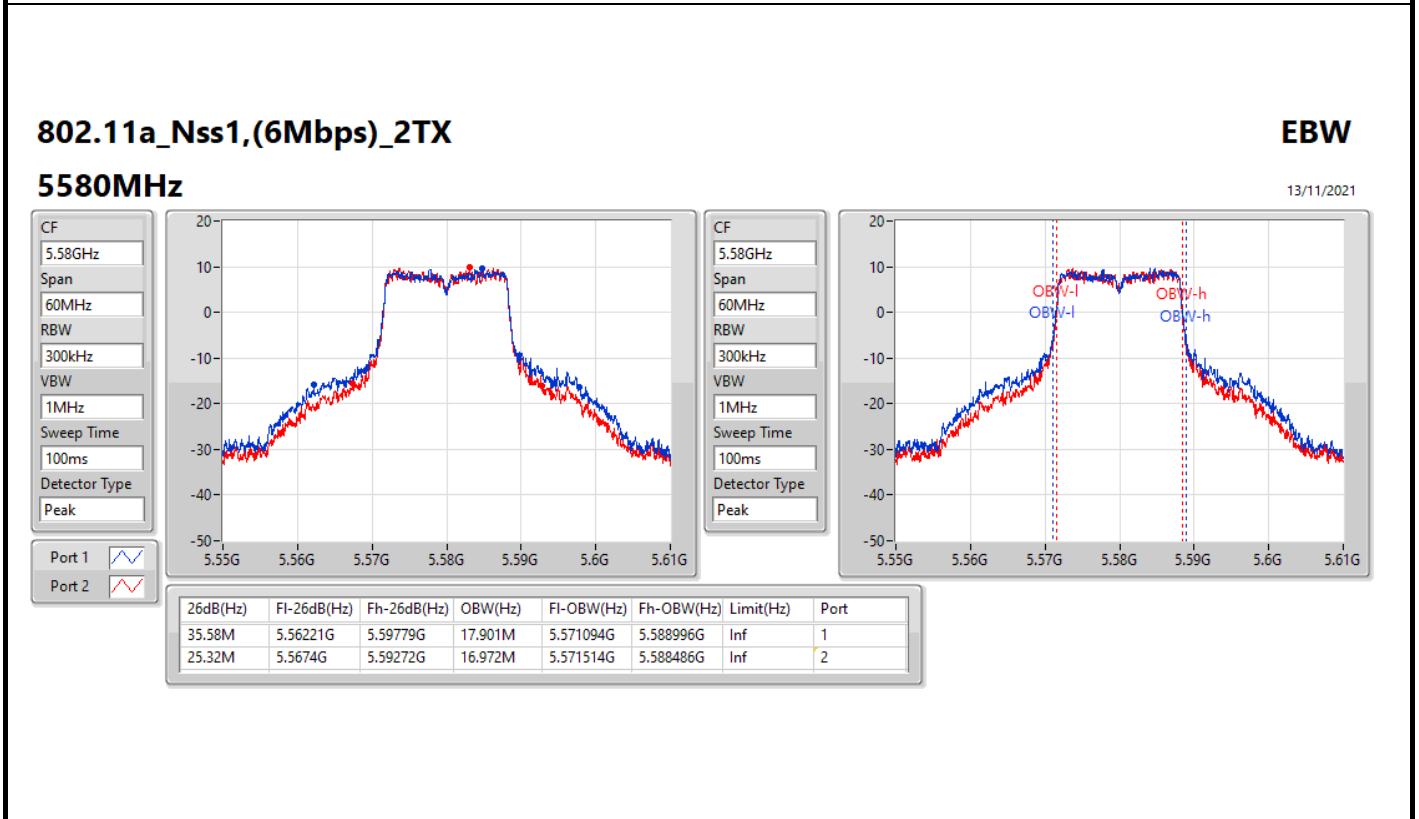 802.11a_Nss1,(6Mbps)_2TX
EBW
5580MHz
13/11/2021
CF
5.58GHz
Span
60MHz
RBW
300kHz
VBW
1MHz
Sweep Time
100ms
Detector Type
Peak
Port 1
Port 2
20
10
0
-10
-20
-30
-40
-50
5.55G 5.56G 5.57G 5.58G 5.59G 5.6G 5.61G
CF
5.58GHz
Span
60MHz
RBW
300kHz
VBW
1MHz
Sweep Time
100ms
Detector Type
Peak
20
10
0
-10
-20
-30
-40
-50
OBW-l OBW-h
OBW-l OBW-h
5.55G 5.56G 5.57G 5.58G 5.59G 5.6G 5.61G
26dB(Hz) Fl-26dB(Hz) Fh-26dB(Hz) OBW(Hz) Fl-OBW(Hz) Fh-OBW(Hz) Limit(Hz) Port
35.58M 5.56221G 5.59779G 17.901M 5.571094G 5.588996G Inf 1
25.32M 5.5674G 5.59272G 16.972M 5.571514G 5.588486G Inf 2